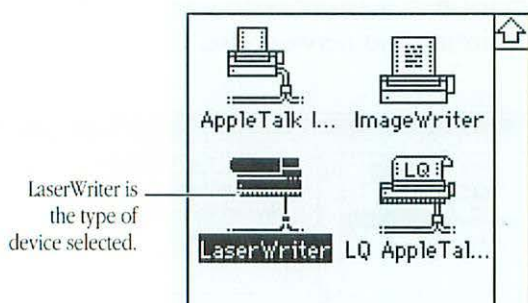 AppleTalk I... ImageWriter
LQ
LaserWriter is
the type of
device selected.
LaserWriter LQ AppleTal...